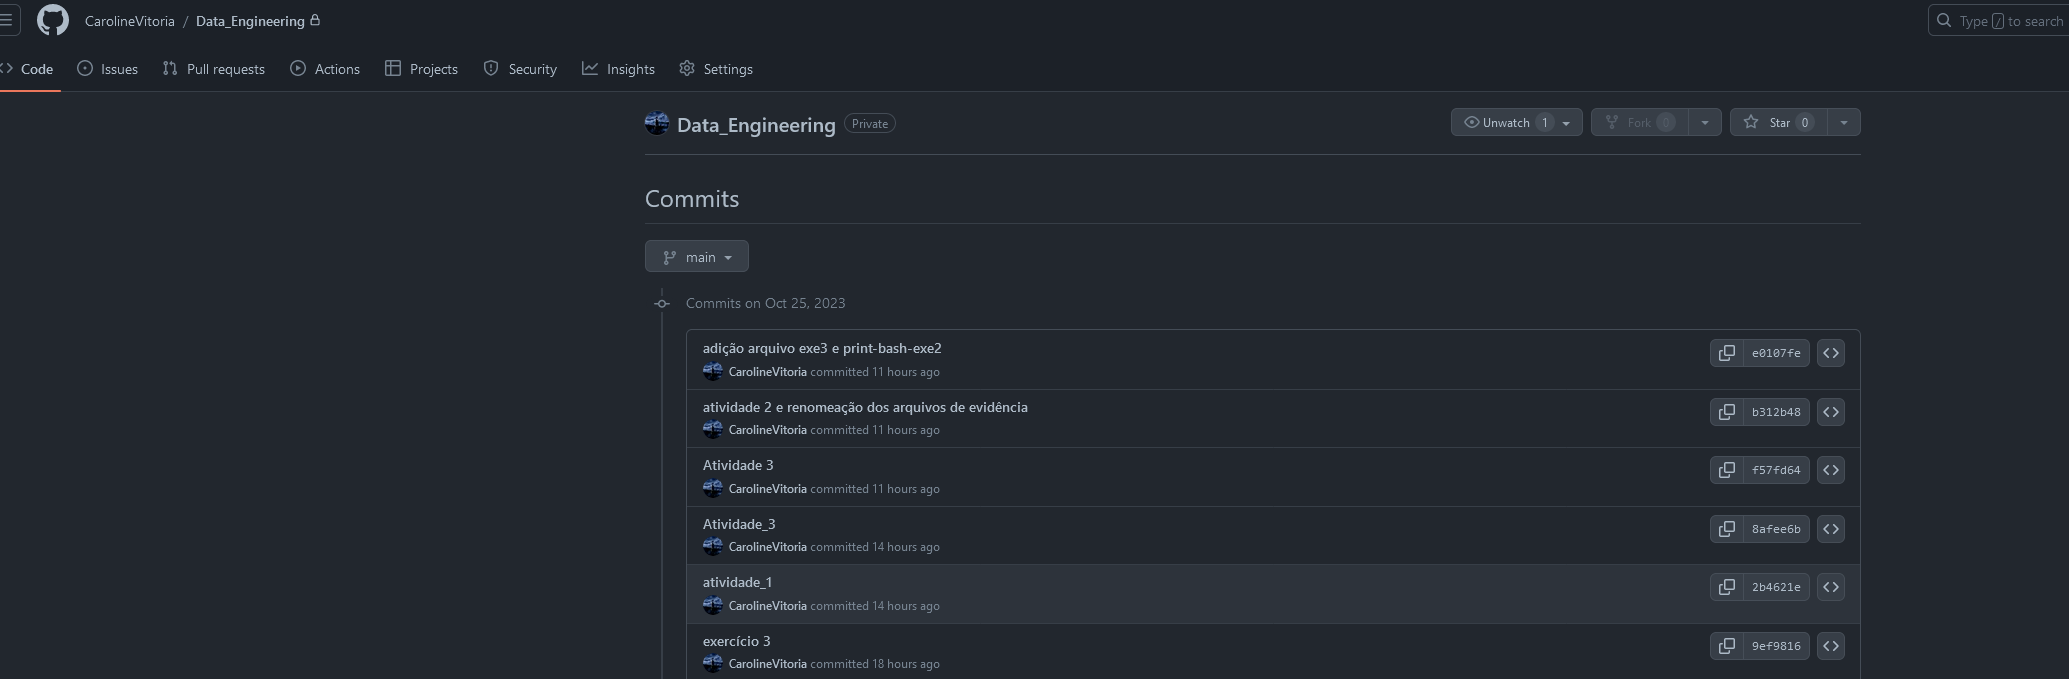 CarolineVitoria / Data_Engineering
Type / to search
Code Issues Pull requests Actions Projects Security Insights Settings
Data_Engineering Private
Unwatch 1 Fork 0 Star 0
Commits
main
Commits on Oct 25, 2023
adição arquivo exe3 e print-bash-exe2
CarolineVitoria committed 11 hours ago
e0107fe
atividade 2 e renomeação dos arquivos de evidência
CarolineVitoria committed 11 hours ago
b312b48
Atividade 3
CarolineVitoria committed 11 hours ago
f57fd64
Atividade_3
CarolineVitoria committed 14 hours ago
8afee6b
atividade_1
CarolineVitoria committed 14 hours ago
2b4621e
exercício 3
CarolineVitoria committed 18 hours ago
9ef9816